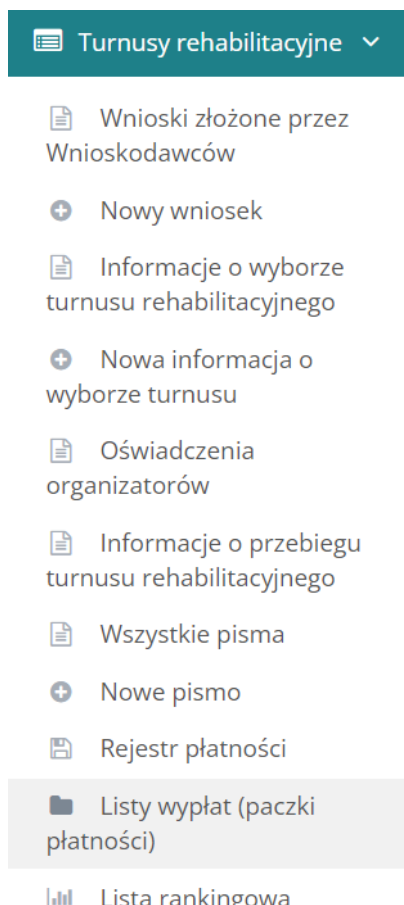 Turnusy rehabilitacyjne
Wnioski złożone przez
Wnioskodawców
Nowy wniosek
Informacje o wyborze
turnusu rehabilitacyjnego
Nowa informacja o
wyborze turnusu
Oświadczenia
organizatorów
Informacje o przebiegu
turnusu rehabilitacyjnego
Wszystkie pisma
Nowe pismo
Rejestr płatności
Listy wypłat (paczki
płatności)
Lista rankingowa